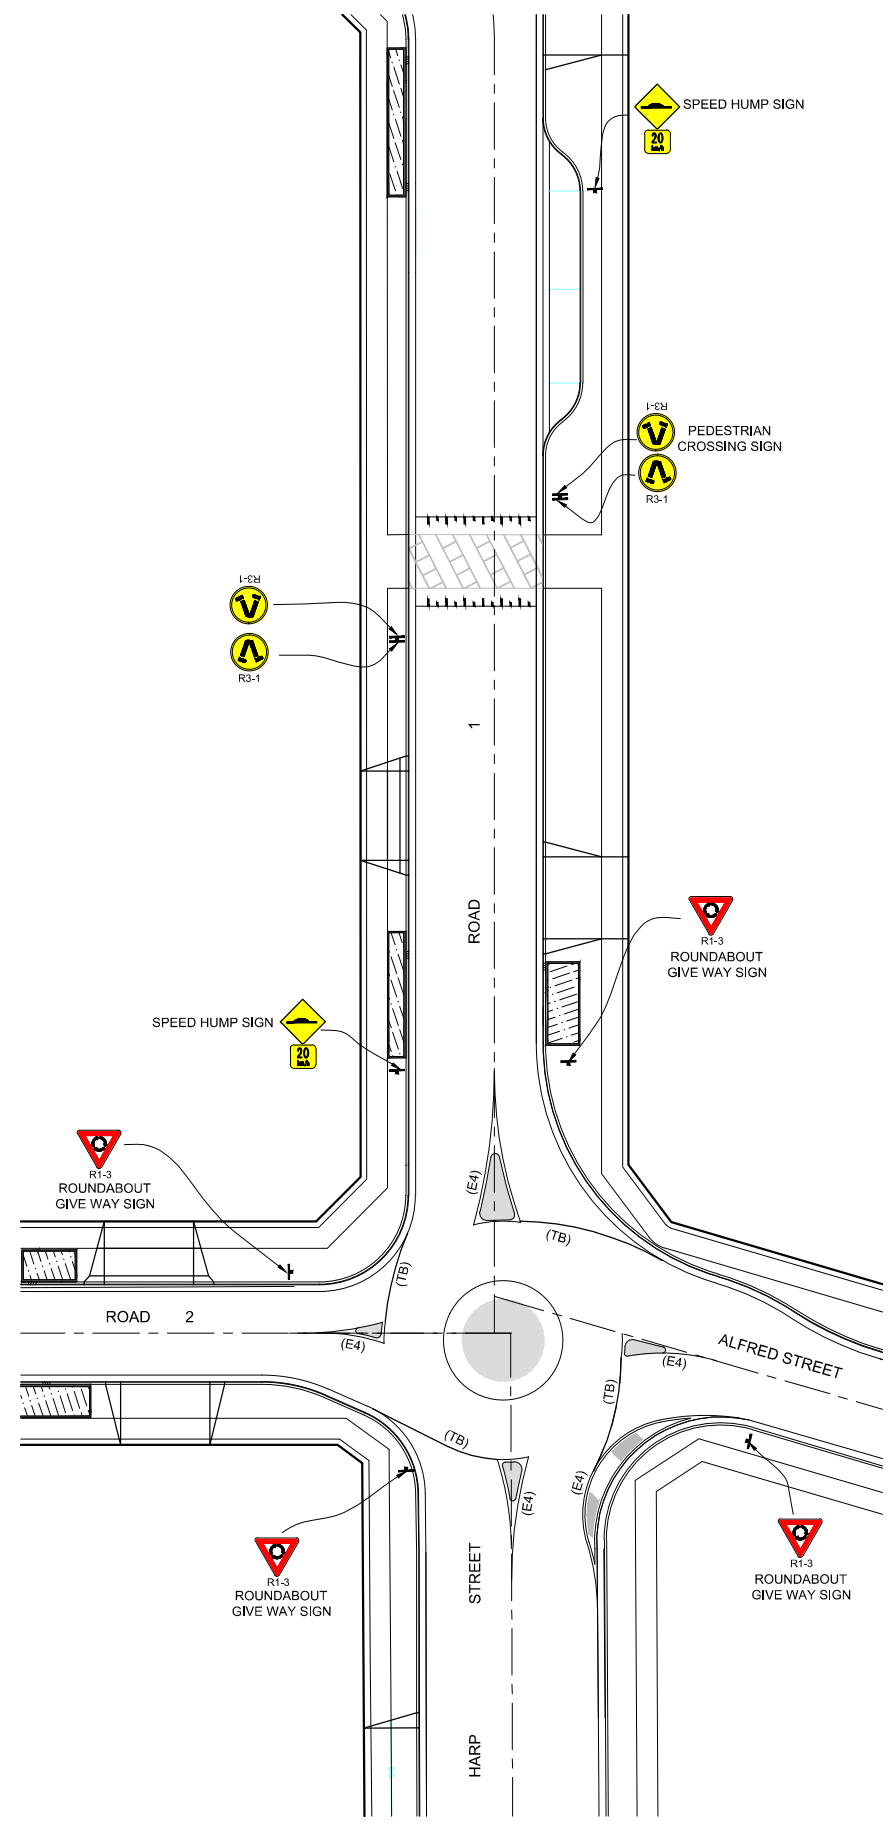 SPEED HUMP SIGN
20
km/h
R3-1
PEDESTRIAN
CROSSING SIGN
R3-1
R3-1
R3-1
1
ROAD
R1-3
ROUNDABOUT
GIVE WAY SIGN
SPEED HUMP SIGN
20
km/h
R1-3
ROUNDABOUT
GIVE WAY SIGN
(E4)
(TB)
(TB)
ROAD 2
(E4)
ALFRED STREET
(E4)
(TB)
(TB)
(E4)
(E4)
R1-3
ROUNDABOUT
GIVE WAY SIGN
R1-3
ROUNDABOUT
GIVE WAY SIGN
HARP STREET